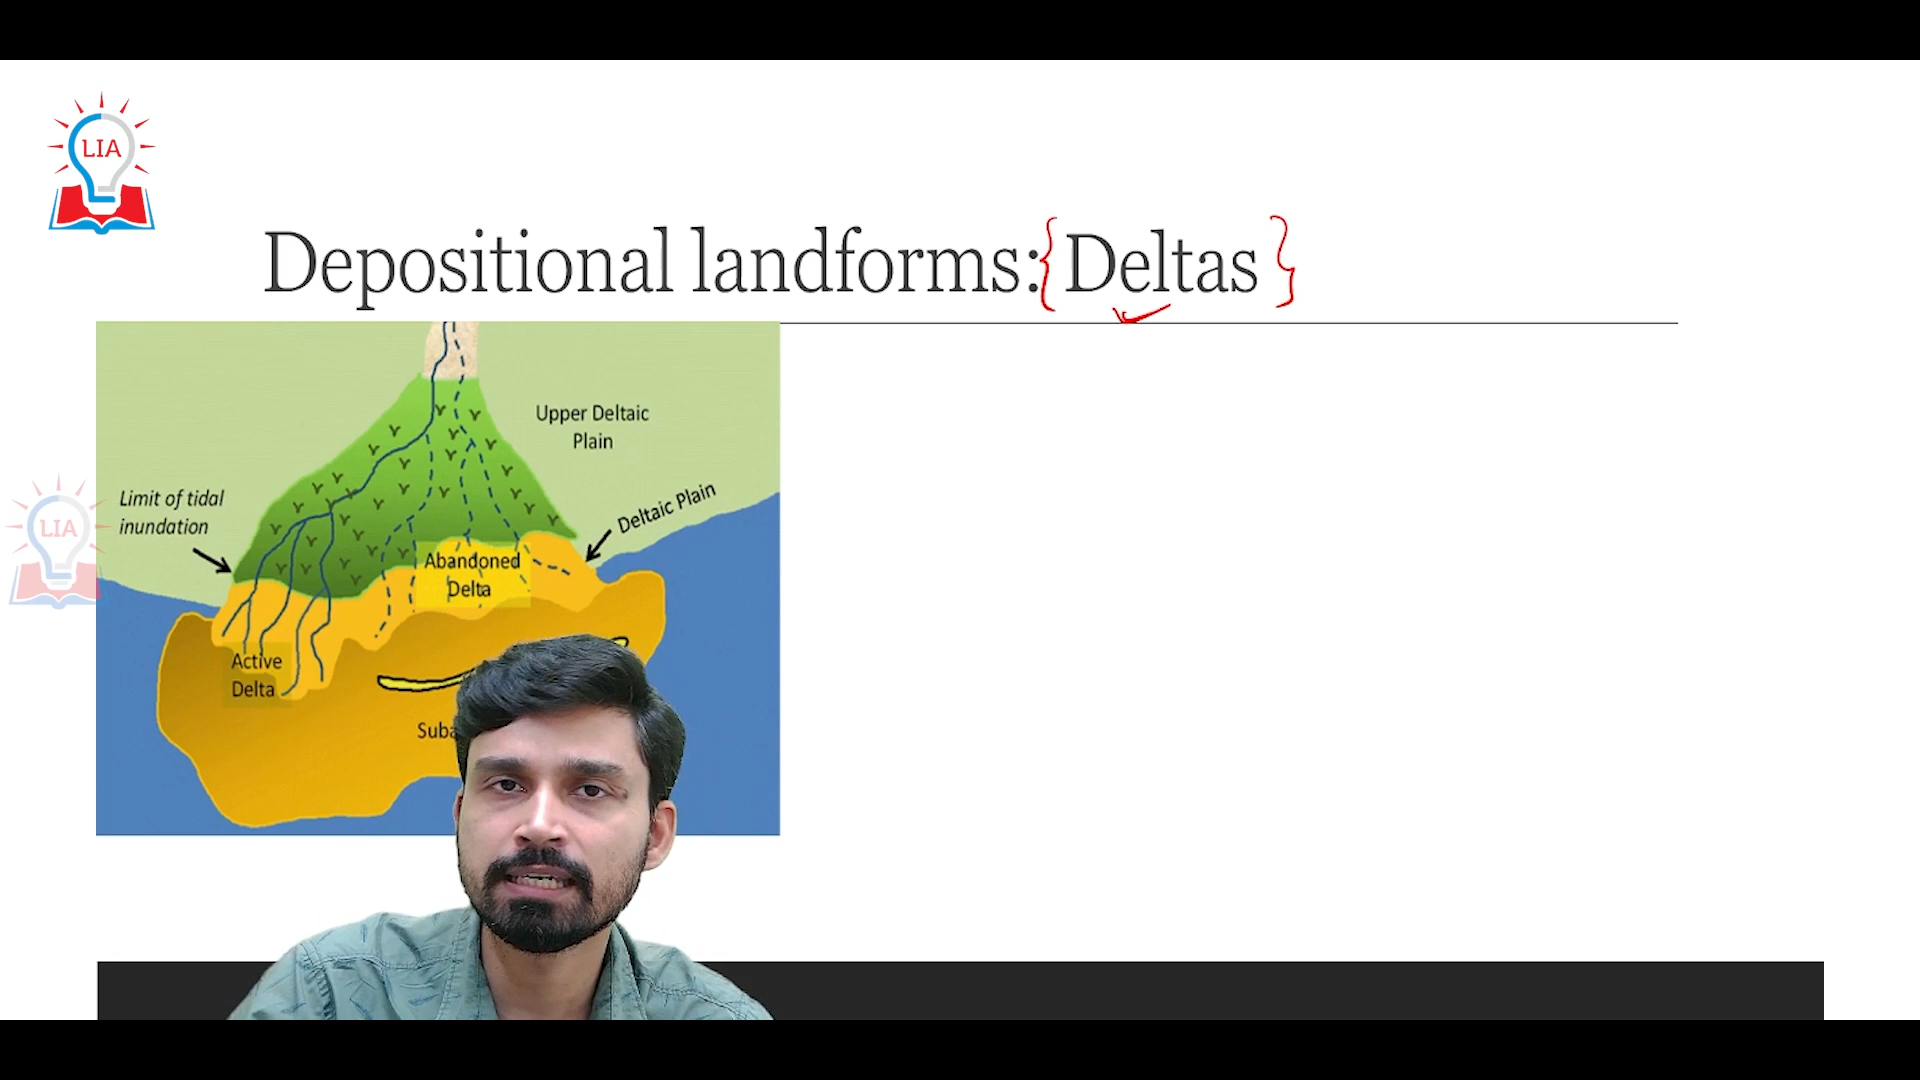 LIA
Depositional landforms: {Deltas}
Upper Deltaic
Plain
Limit of tidal
inundation
Deltaic Plain
LIA
Abandoned
Delta
Active
Delta